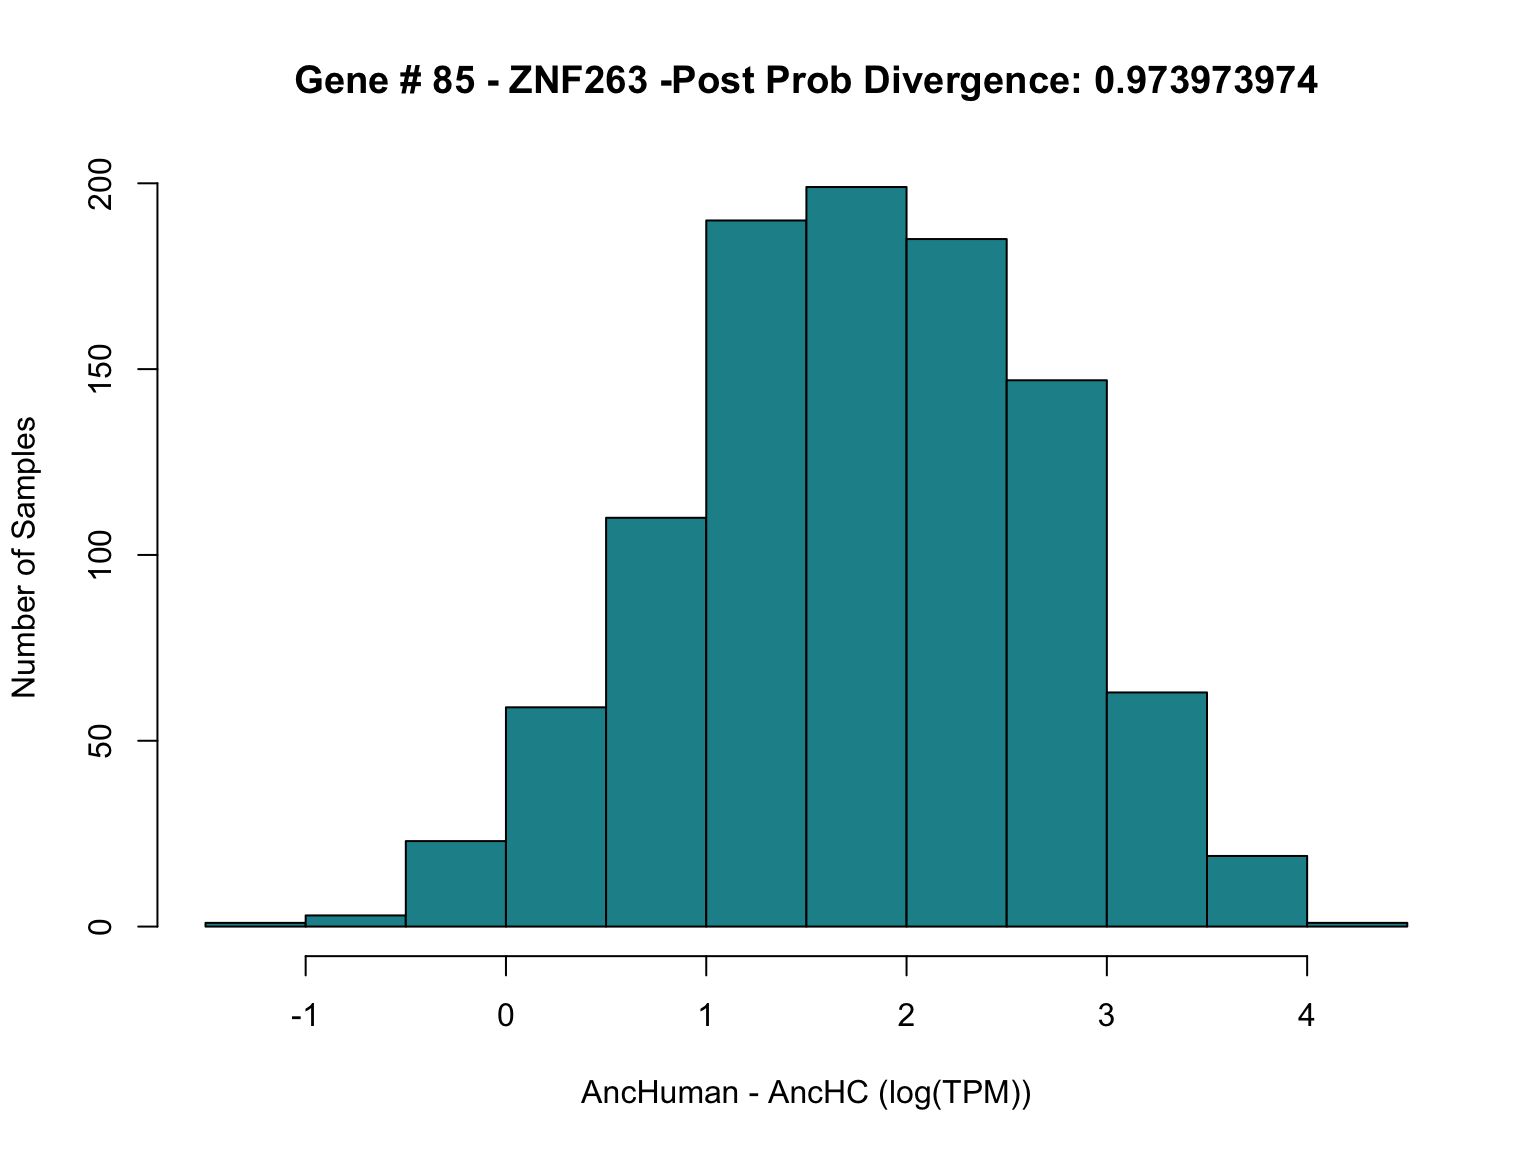 Gene # 85 - ZNF263 -Post Prob Divergence: 0.973973974
200
150
100
50
0
Number of Samples
-1 0 1 2 3 4
AncHuman - AncHC (log(TPM))